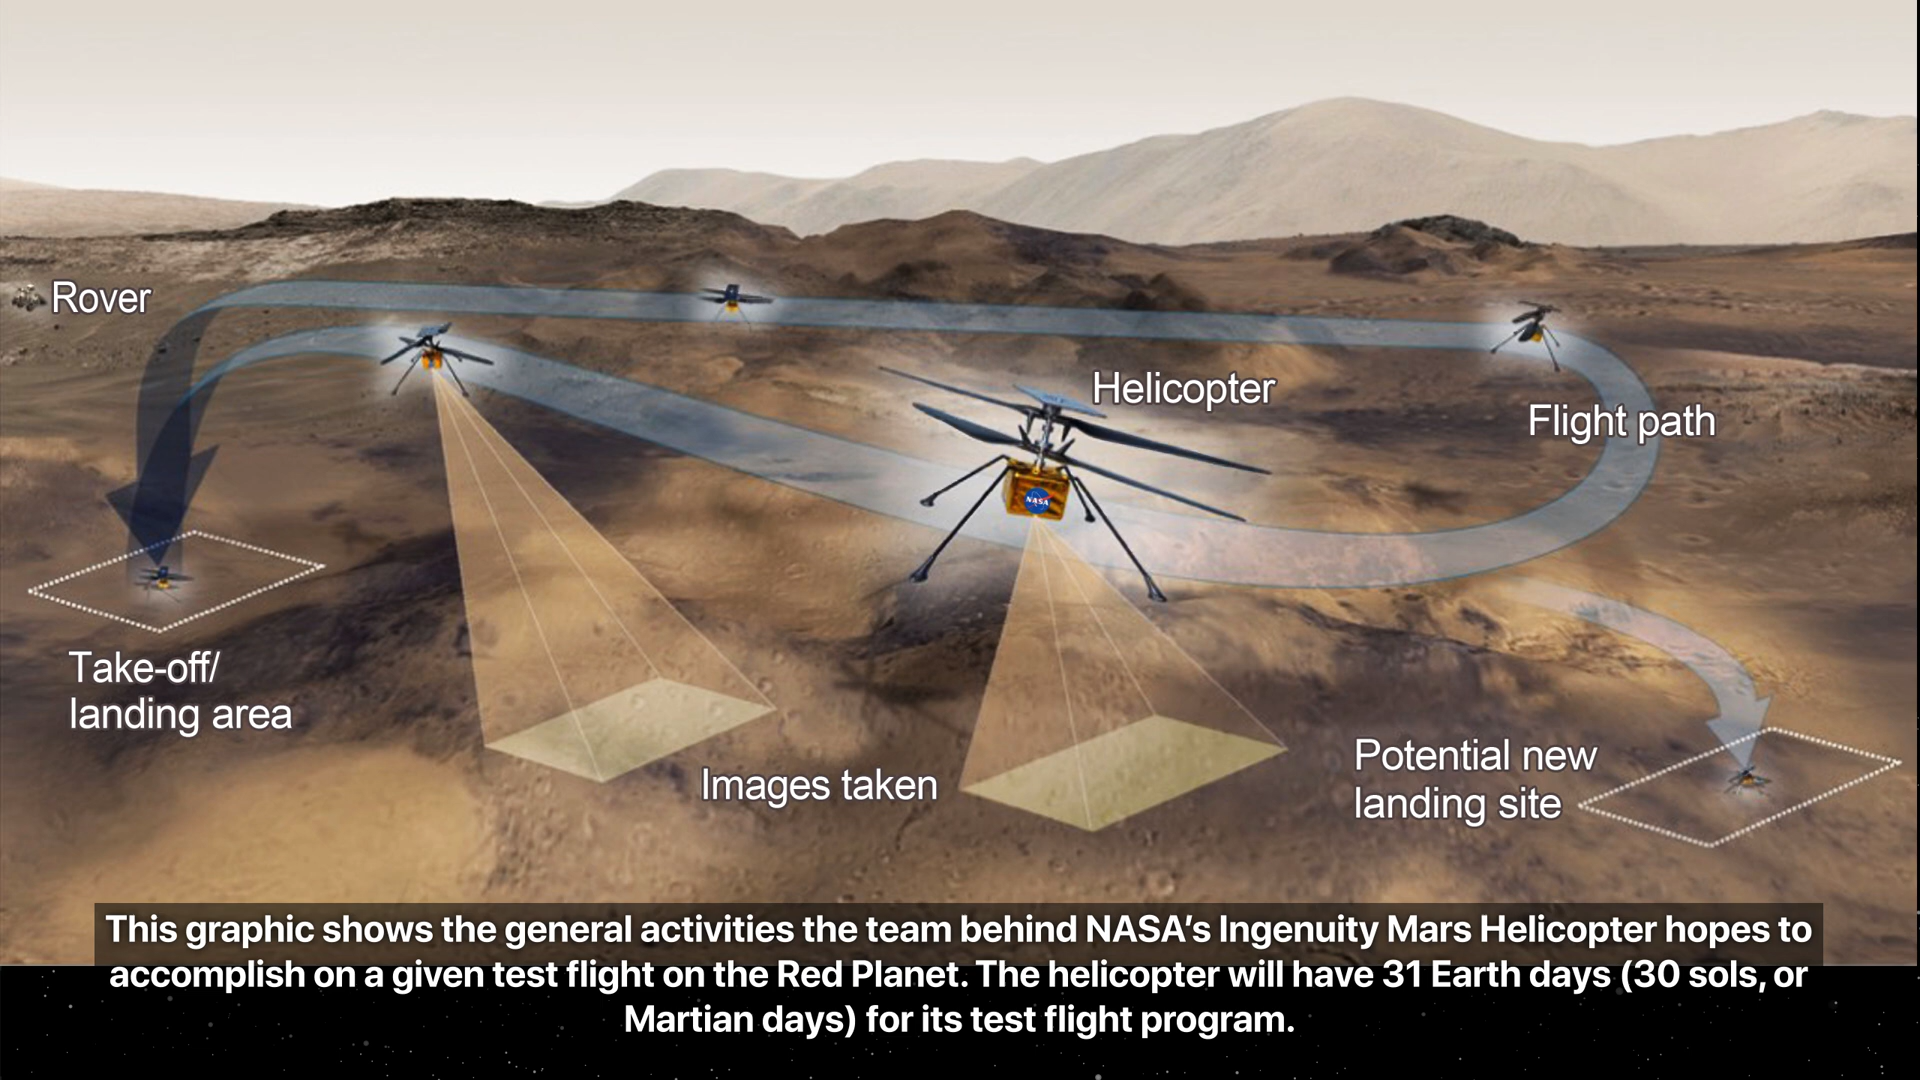 Rover
Helicopter
Flight path
NASA
Take-off/
landing area
Images taken
Potential new
landing site
This graphic shows the general activities the team behind NASA’s Ingenuity Mars Helicopter hopes to
accomplish on a given test flight on the Red Planet. The helicopter will have 31 Earth days (30 sols, or
Martian days) for its test flight program.